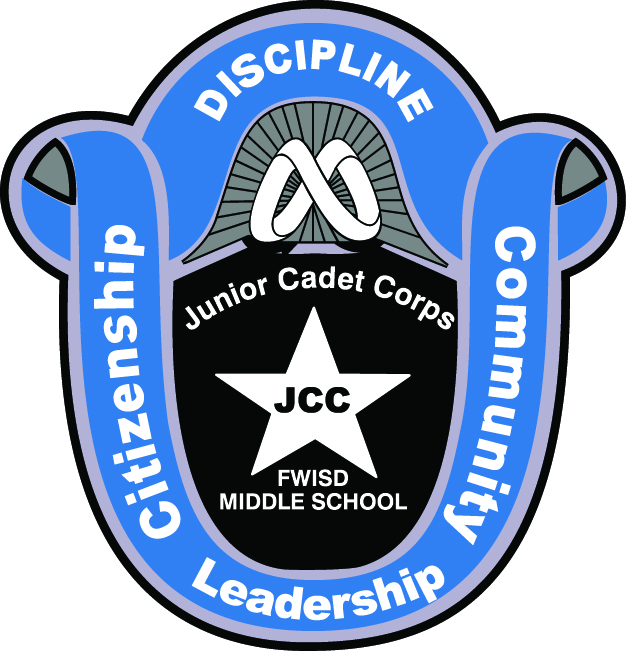 DISCIPLINE
Citizenship
Community
Junior Cadet Corps
JCC
FWISD
MIDDLE SCHOOL
Leadership